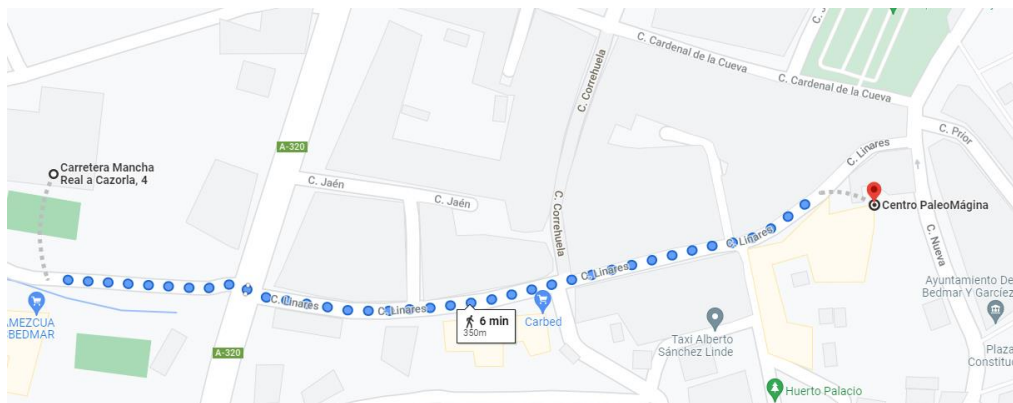 C. Cardenal de la Cueva
C. Cardenal de la Cueva
C. Correhuela
C. Prior
A-320
C. Linares
Carretera Mancha
Real a Cazorla, 4
C. Jaén
C. Jaén
Centro PaleoMágina
C. Correhuela
C. Linares
C. Nueva
C. Linares
Ayuntamiento De
Bedmar Y Garcíez
C. Linares
C. Linares
6 min
350m
Carbed
AMEZCUA
BEDMAR
Taxi Alberto
Sánchez Linde
A-320
Plaza
Constituc
Huerto Palacio